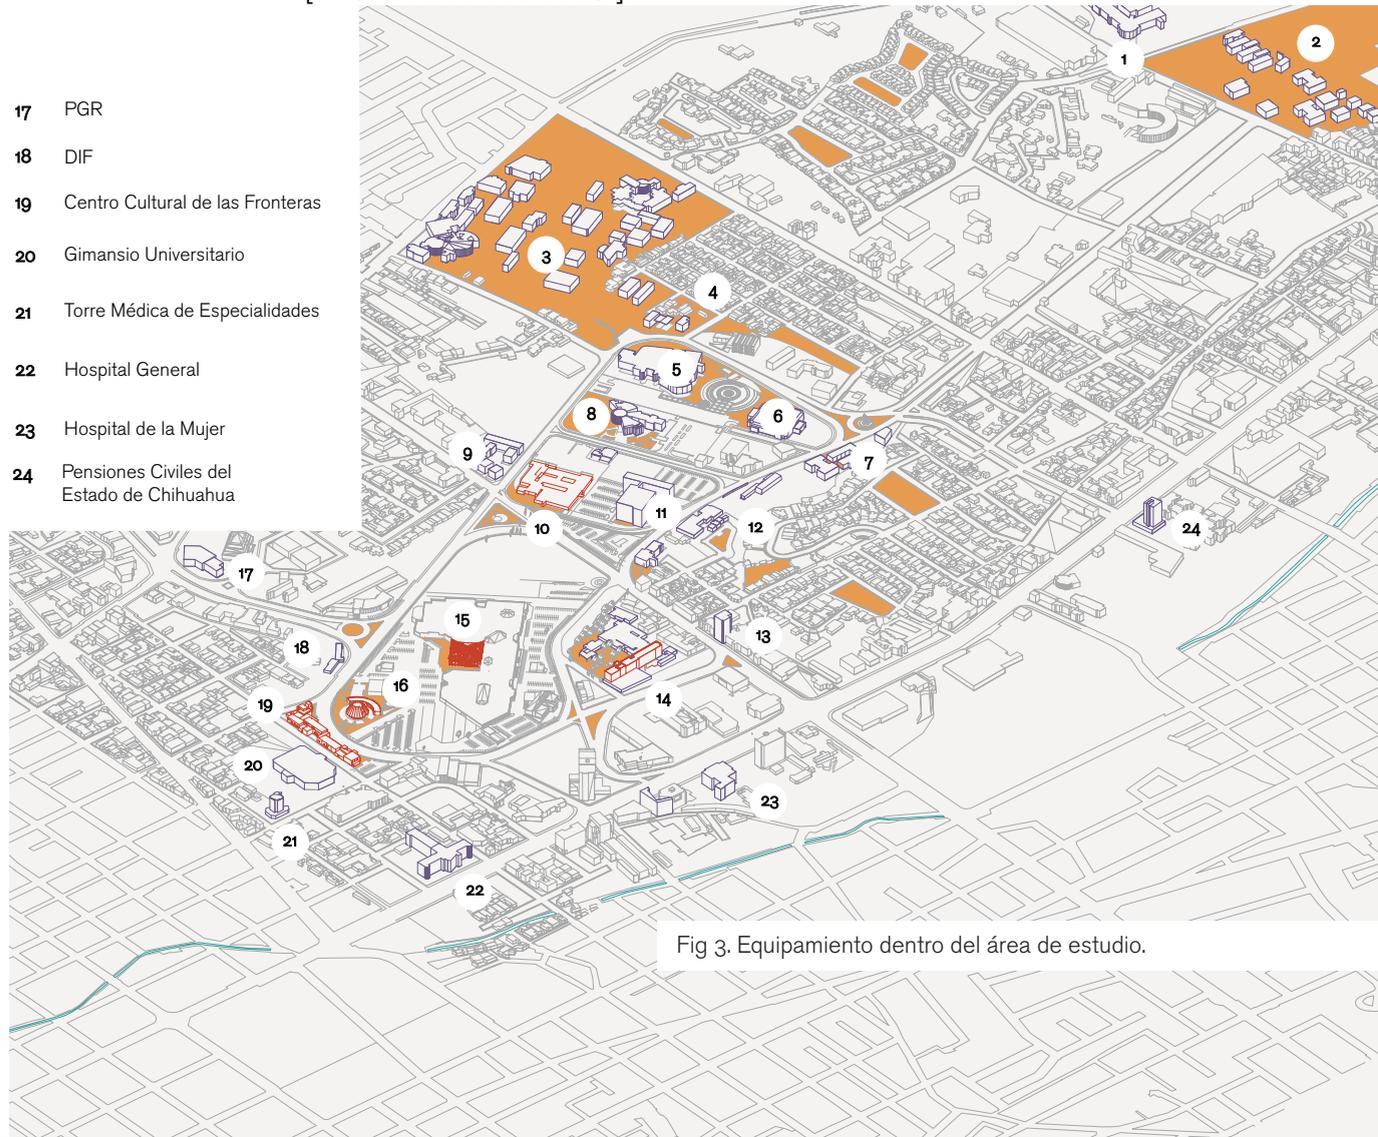 17 PGR
18 DIF
19 Centro Cultural de las Fronteras
20 Gimansio Universitario
21 Torre Médica de Especialidades
22 Hospital General
23 Hospital de la Mujer
24 Pensiones Civiles del
Estado de Chihuahua
1
2
3
4
5
6
7
8
9
10
11
12
13
14
15
16
17
18
19
20
21
22
23
24
Fig 3. Equipamiento dentro del área de estudio.